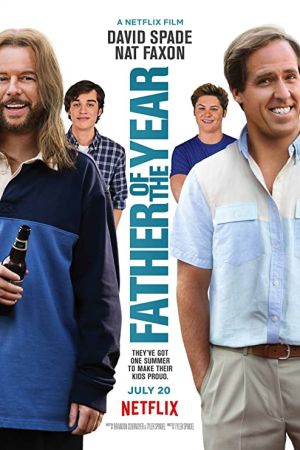 A NETFLIX FILM
DAVID SPADE
NAT FAXON
FATHER OF
THE YEAR
THEY'VE GOT
ONE SUMMER
TO MAKE THEIR
KIDS PROUD.
JULY 20
NETFLIX